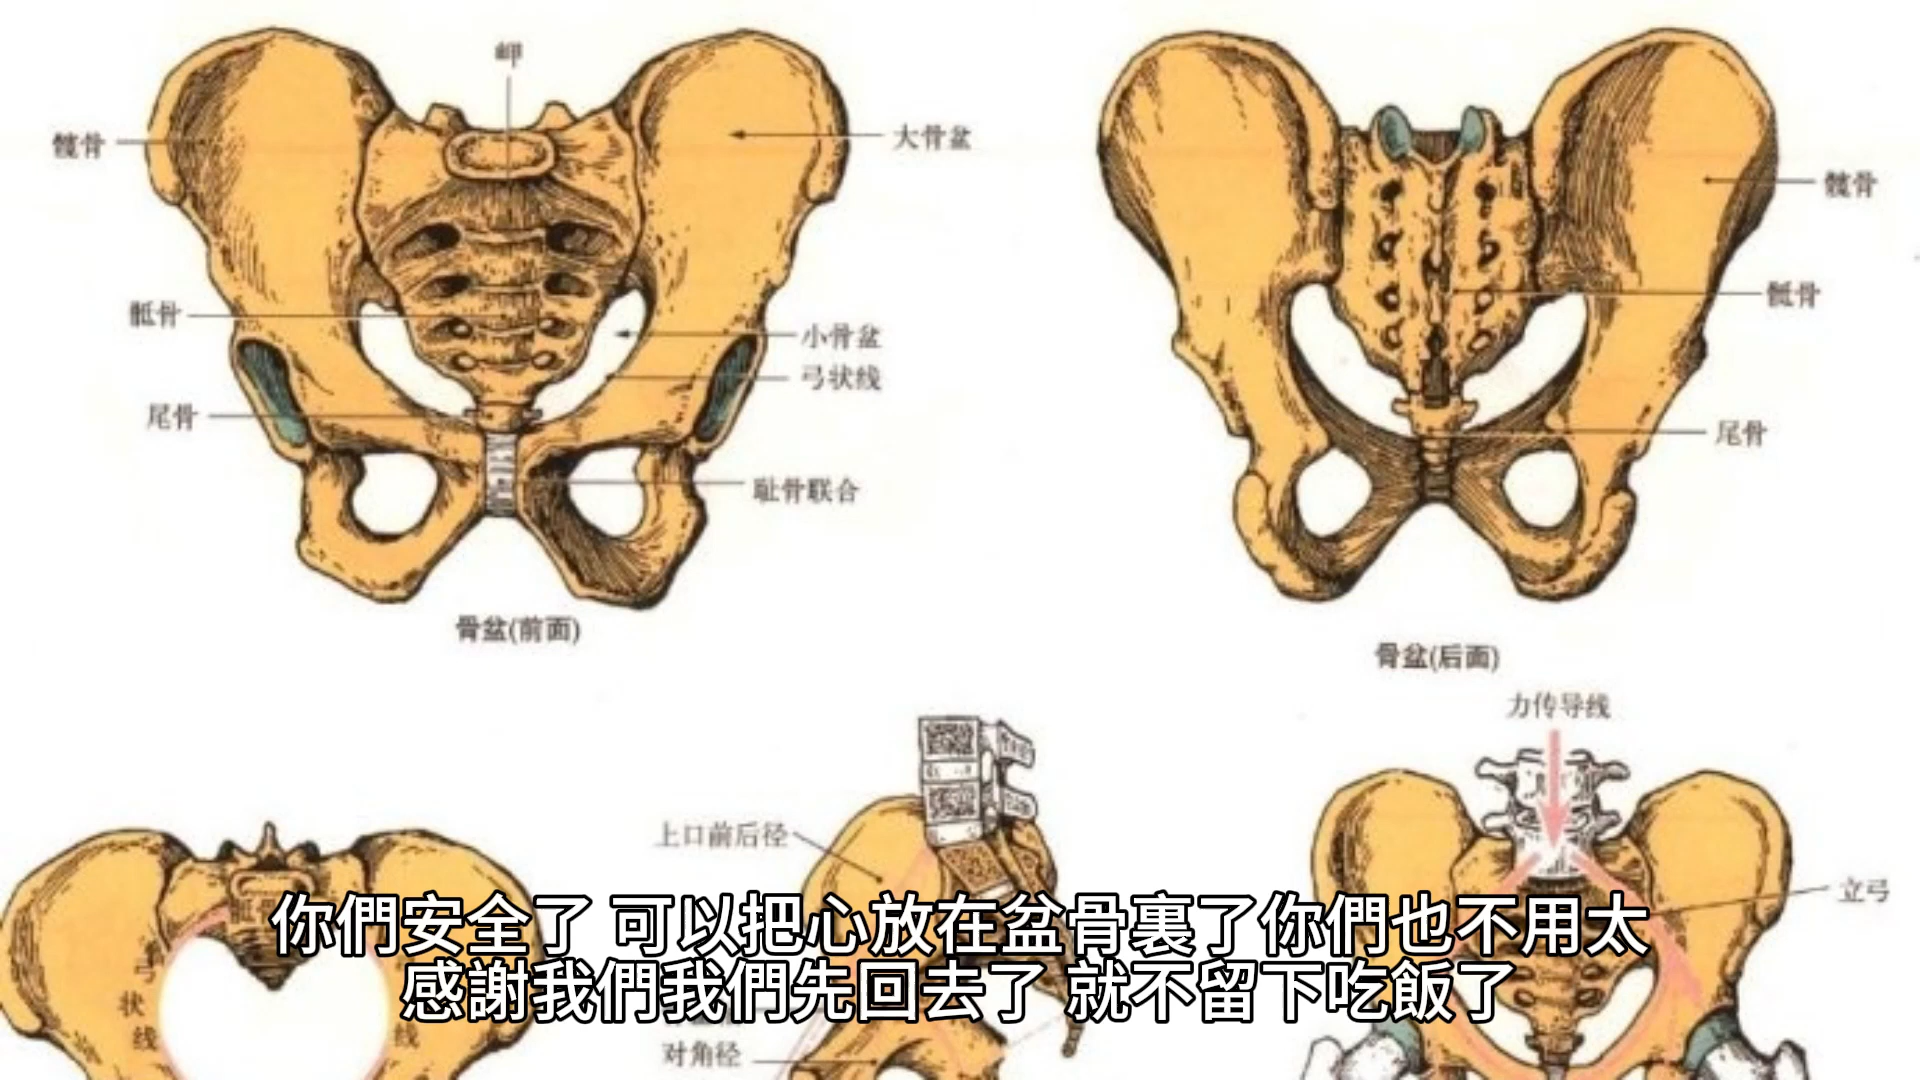 岬
髋骨
大骨盆
髋骨
骶骨
骶骨
小骨盆
弓状线
尾骨
尾骨
耻骨联合
骨盆(前面)
骨盆(后面)
力传导线
上口前后径
立弓
你們安全了 可以把心放在盆骨裏了你們也不用太
感謝我們我們先回去了 就不留下吃飯了
弓
状
线
线
对角径